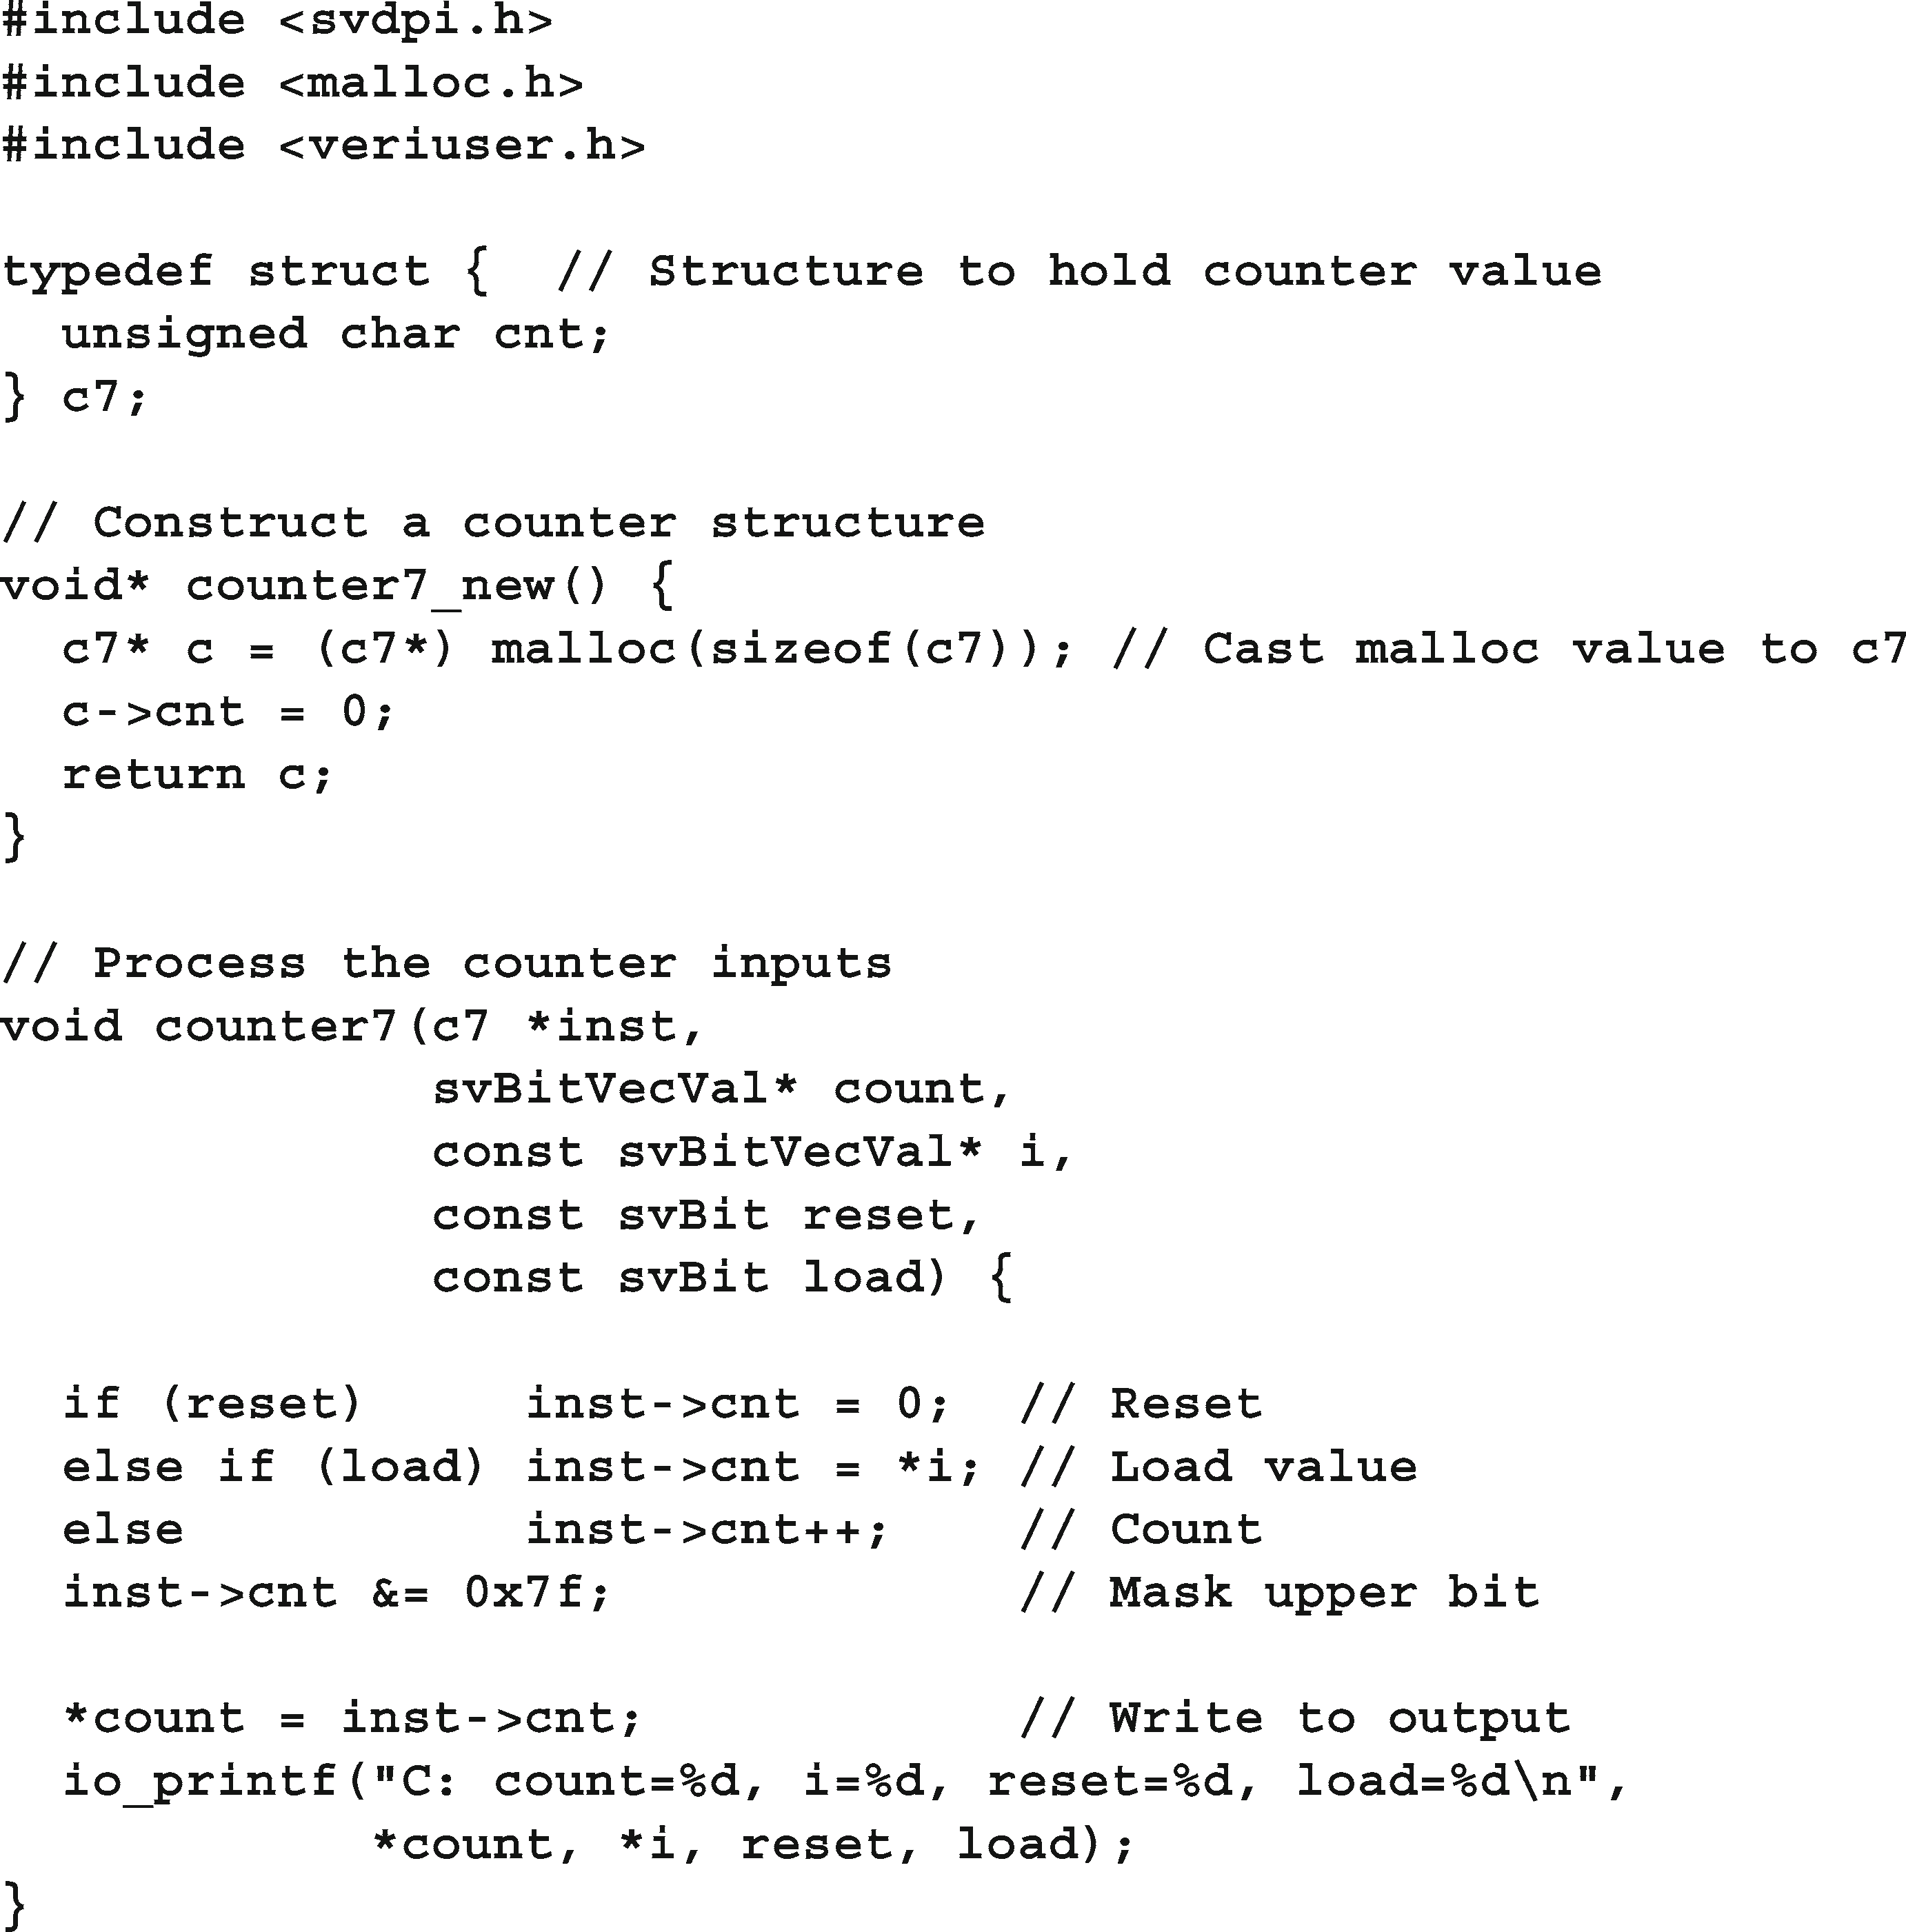 #include <svdpi.h>
#include <malloc.h>
#include <veriuser.h>

typedef struct {  // Structure to hold counter value
  unsigned char cnt;
} c7;

// Construct a counter structure
void* counter7_new() {
  c7* c = (c7*) malloc(sizeof(c7)); // Cast malloc value to c7
  c->cnt = 0;
  return c;
}

// Process the counter inputs
void counter7(c7 *inst,
              svBitVecVal* count,
              const svBitVecVal* i,
              const svBit reset,
              const svBit load) {

  if (reset)     inst->cnt = 0;  // Reset
  else if (load) inst->cnt = *i; // Load value
  else           inst->cnt++;    // Count
  inst->cnt &= 0x7f;             // Mask upper bit

  *count = inst->cnt;            // Write to output
  io_printf("C: count=%d, i=%d, reset=%d, load=%d\n",
            *count, *i, reset, load);
}